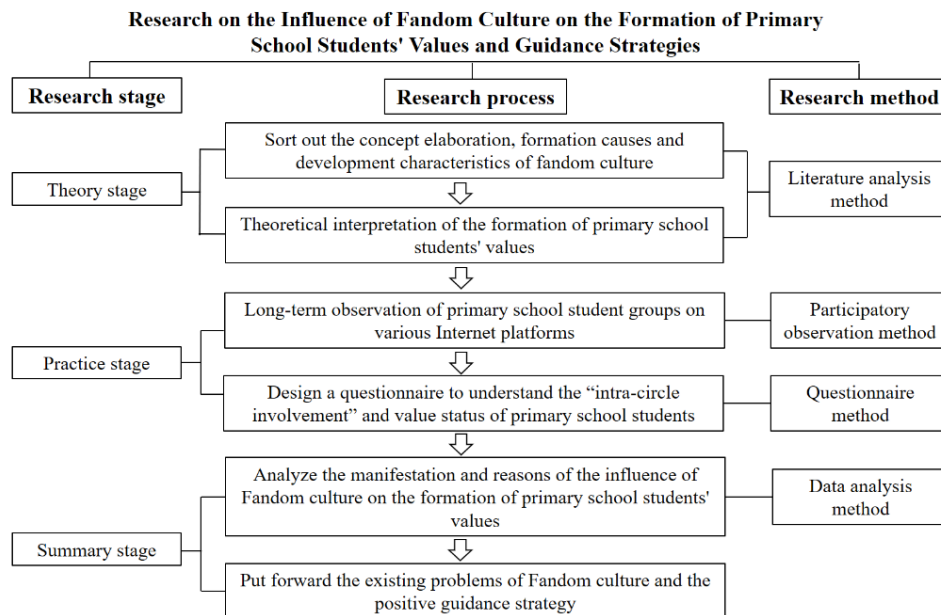 Research on the Influence of Fandom Culture on the Formation of Primary
School Students' Values and Guidance Strategies
Research stage
Research process
Research method
Theory stage
Sort out the concept elaboration, formation causes and
development characteristics of fandom culture
Theoretical interpretation of the formation of primary school
students' values
Literature analysis
method
Practice stage
Long-term observation of primary school student groups on
various Internet platforms
Participatory
observation method
Design a questionnaire to understand the “intra-circle
involvement” and value status of primary school students
Questionnaire
method
Summary stage
Analyze the manifestation and reasons of the influence of
Fandom culture on the formation of primary school students'
values
Data analysis
method
Put forward the existing problems of Fandom culture and the
positive guidance strategy